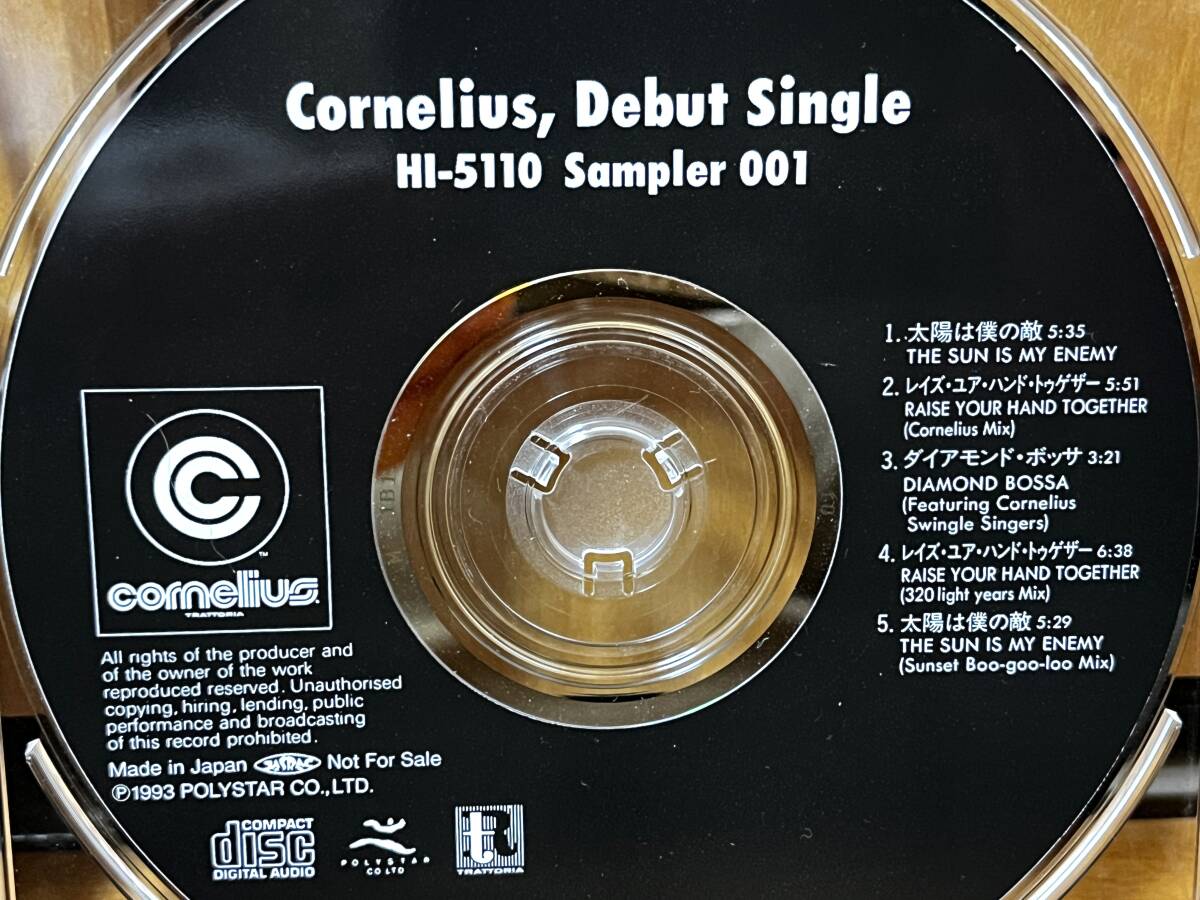 Cornelius, Debut Single
HI-5110 Sampler 001
1. 太陽は僕の敵 5:35
THE SUN IS MY ENEMY
2. レイズ・ユア・ハンド・トゥゲザー 5:51
RAISE YOUR HAND TOGETHER
(Cornelius Mix)
3. ダイアモンド・ボッサ 3:21
DIAMOND BOSSA
(Featuring Cornelius
Swingle Singers)
4. レイズ・ユア・ハンド・トゥゲザー 6:38
RAISE YOUR HAND TOGETHER
(320 light years Mix)
5. 太陽は僕の敵 5:29
THE SUN IS MY ENEMY
(Sunset Boo-goo-loo Mix)
C
TM
cornelius.
TRATTORIA
All rights of the producer and
of the owner of the work
reproduced reserved. Unauthorised
copying, hiring, lending, public
performance and broadcasting
of this record prohibited.
Made in Japan JASRAC Not For Sale
℗1993 POLYSTAR CO.,LTD.
COMPACT
disc
DIGITAL AUDIO
POLYSTAR
CO LTD
TRATTORIA